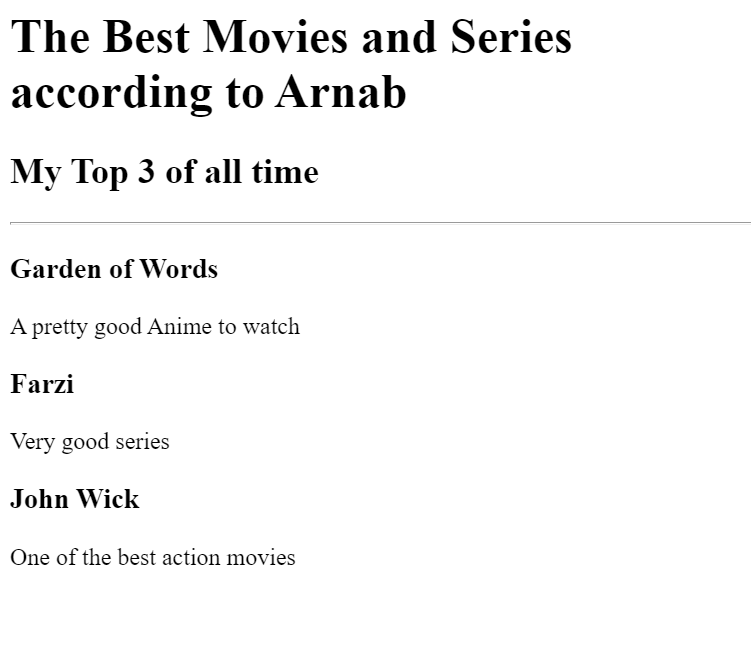 The Best Movies and Series
according to Arnab
My Top 3 of all time
Garden of Words
A pretty good Anime to watch
Farzi
Very good series
John Wick
One of the best action movies